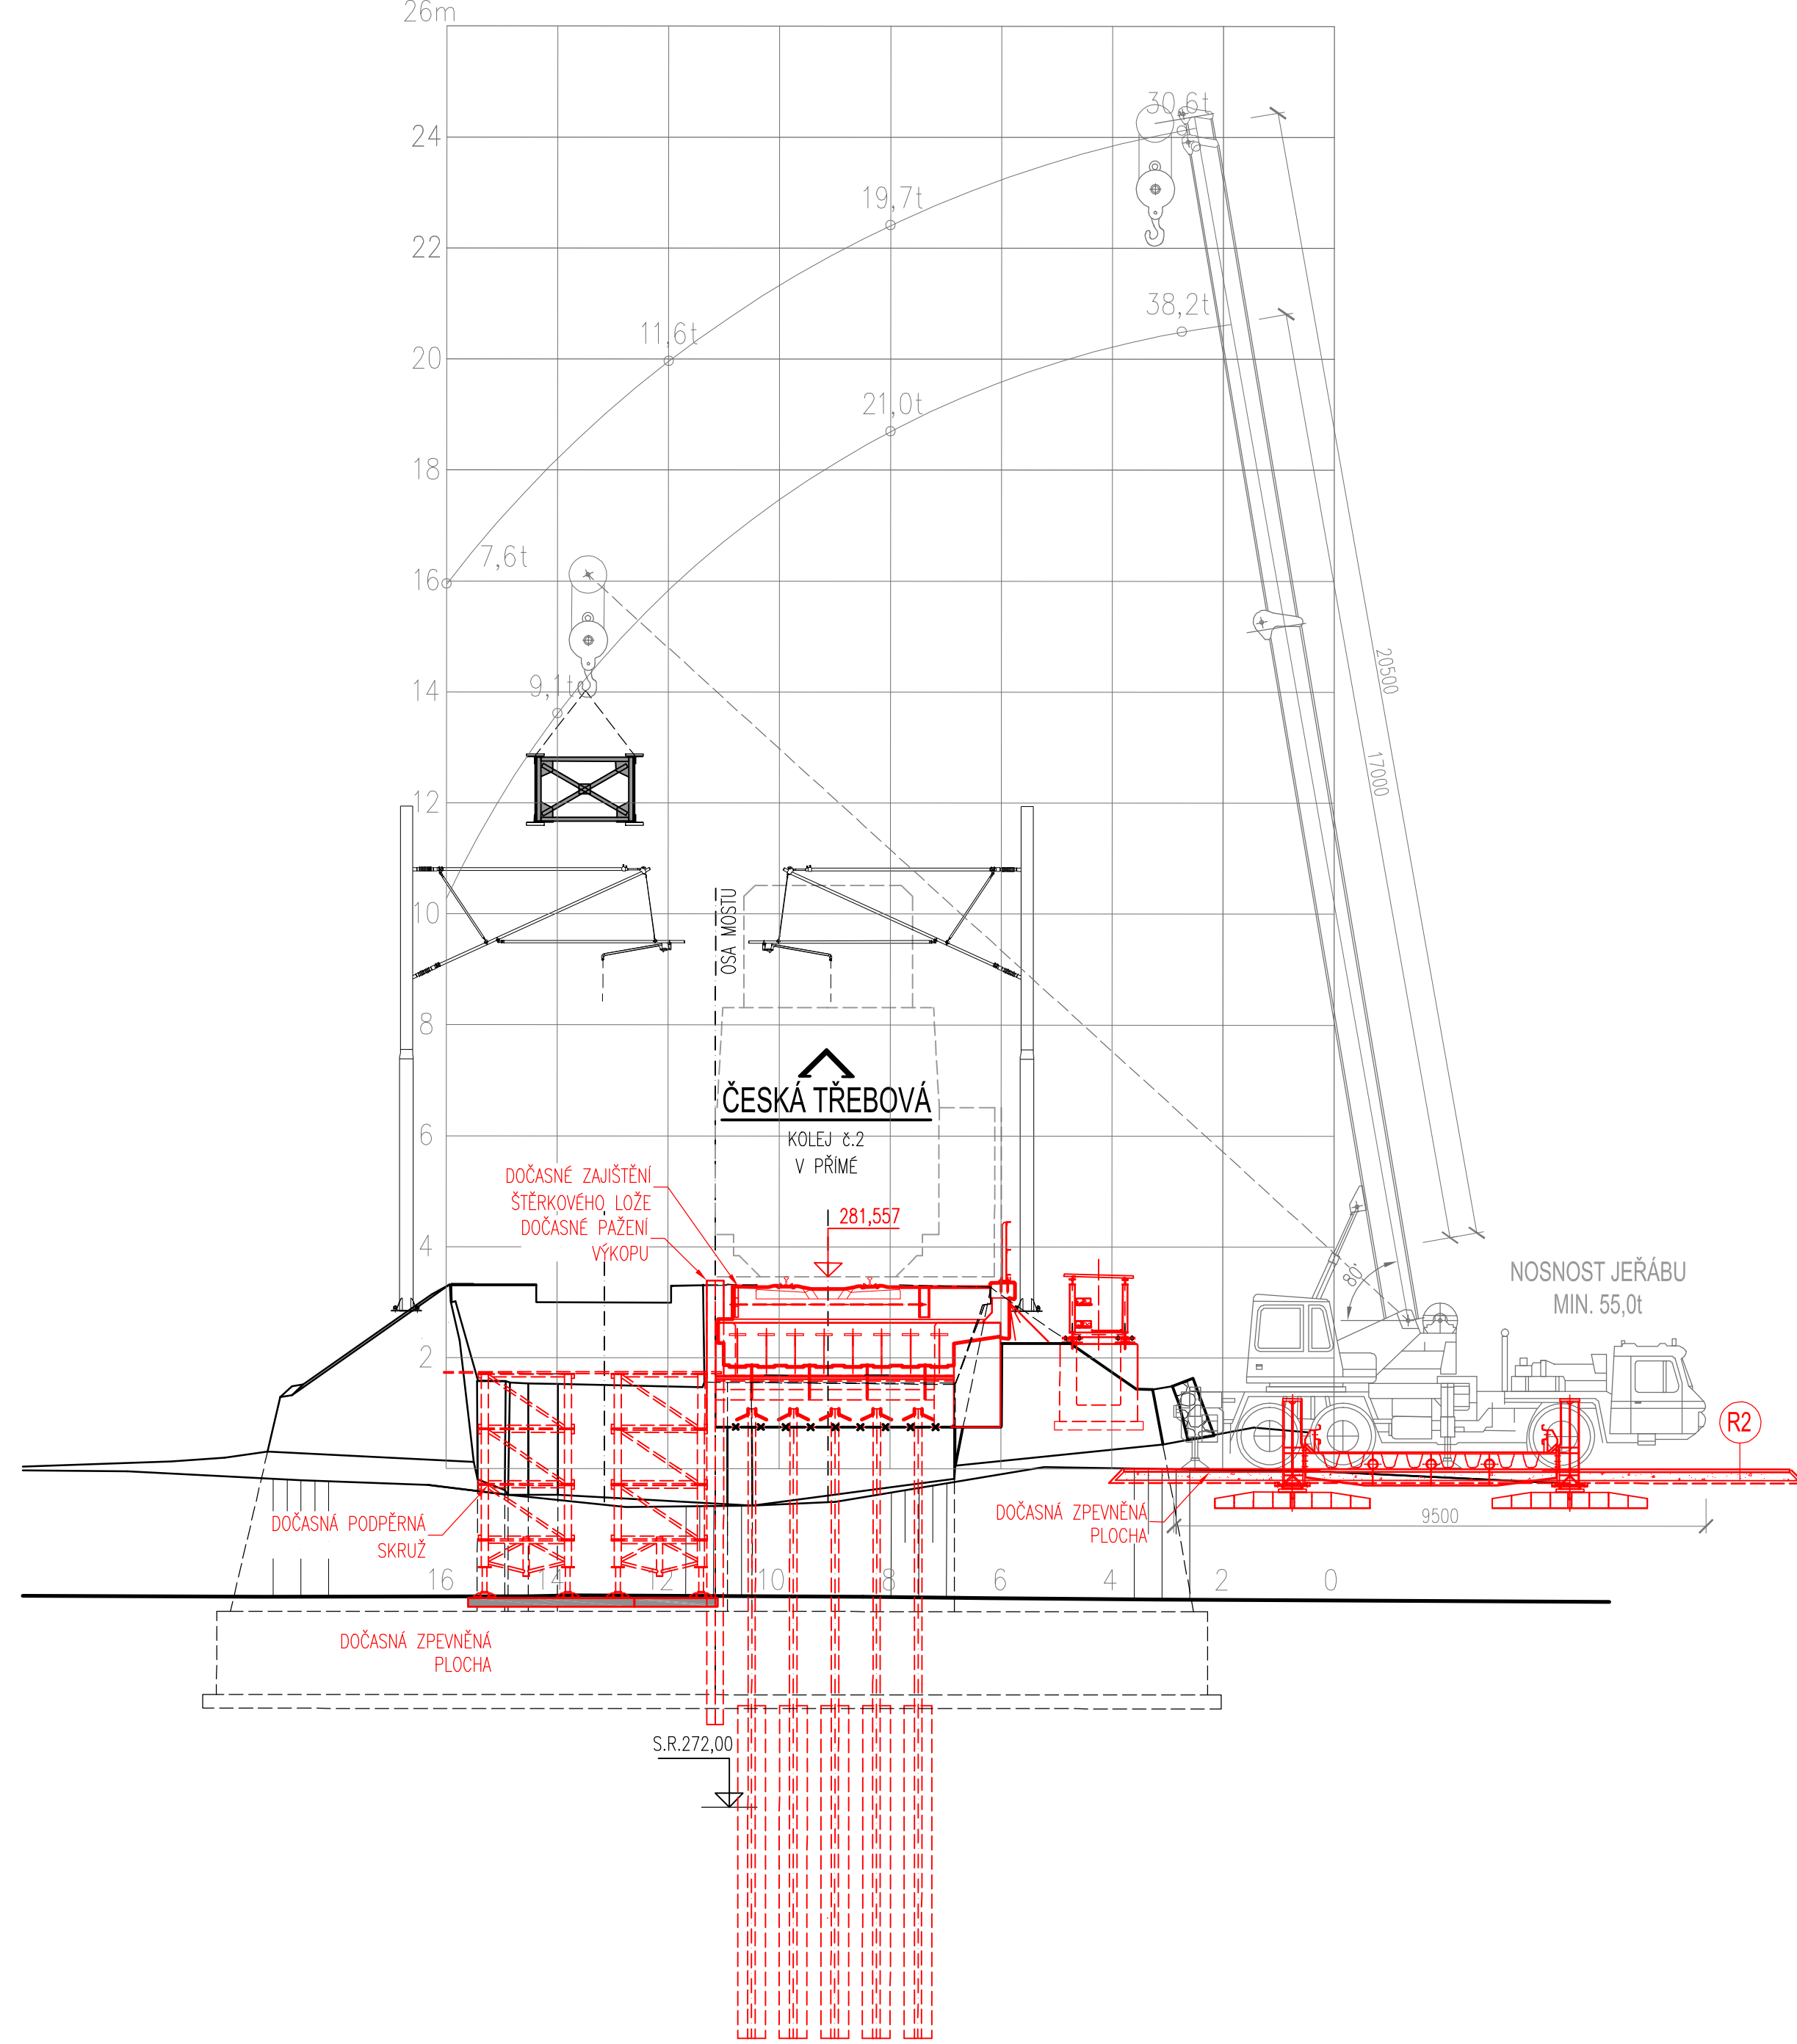 26m
24
22
20
18
16
14
12
10
8
6
4
2
30,6t
19,7t
11,6t
7,6t
38,2t
21,0t
9,1t
20500
17000
80°
OSA MOSTU
ČESKÁ TŘEBOVÁ
KOLEJ č.2
V PŘÍMÉ
DOČASNÉ ZAJIŠTĚNÍ
ŠTĚRKOVÉHO LOŽE
DOČASNÉ PAŽENÍ
VÝKOPU
281,557
NOSNOST JEŘÁBU
MIN. 55,0t
R2
DOČASNÁ ZPEVNĚNÁ
PLOCHA
9500
DOČASNÁ PODPĚRNÁ
SKRUŽ
16
14
12
10
8
6
4
2
0
DOČASNÁ ZPEVNĚNÁ
PLOCHA
S.R.272,00